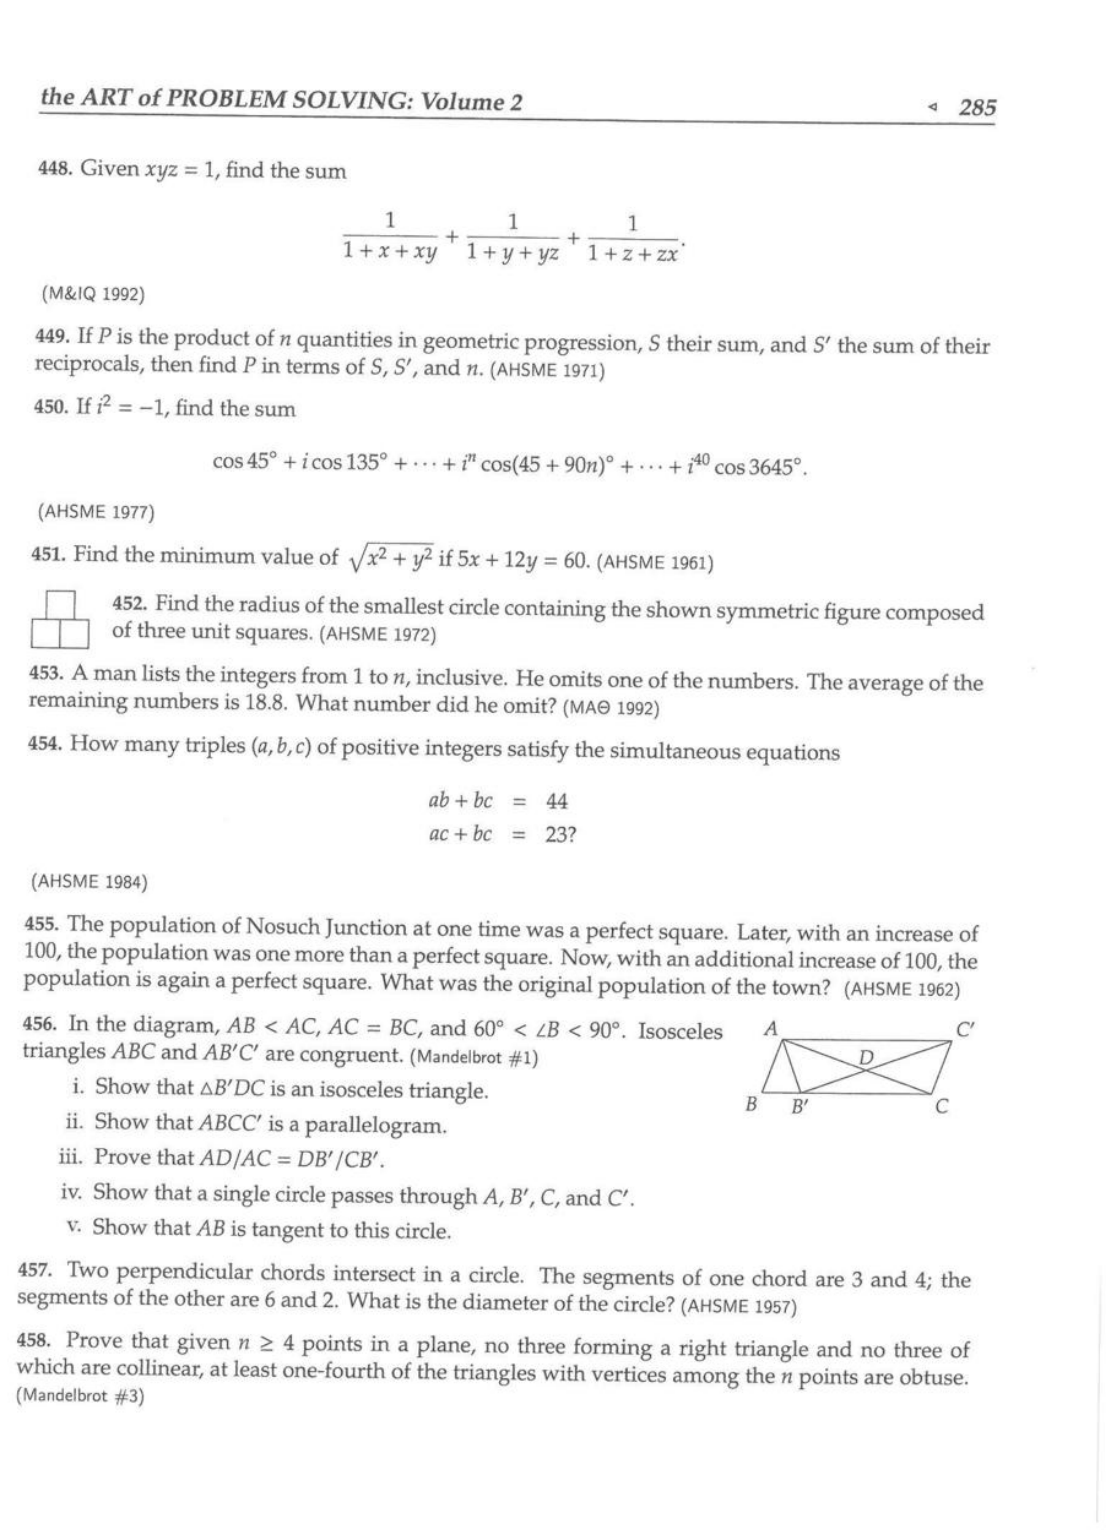 the ART of PROBLEM SOLVING: Volume 2 ◃ 285
448. Given xyz = 1, find the sum
1/(1 + x + xy) + 1/(1 + y + yz) + 1/(1 + z + zx).
(M&IQ 1992)
449. If P is the product of n quantities in geometric progression, S their sum, and S′ the sum of their
reciprocals, then find P in terms of S, S′, and n. (AHSME 1971)
450. If i² = −1, find the sum
cos 45° + i cos 135° + ··· + iⁿ cos(45 + 90n)° + ··· + i⁴⁰ cos 3645°.
(AHSME 1977)
451. Find the minimum value of √(x² + y²) if 5x + 12y = 60. (AHSME 1961)
452. Find the radius of the smallest circle containing the shown symmetric figure composed
of three unit squares. (AHSME 1972)
453. A man lists the integers from 1 to n, inclusive. He omits one of the numbers. The average of the
remaining numbers is 18.8. What number did he omit? (MAΘ 1992)
454. How many triples (a, b, c) of positive integers satisfy the simultaneous equations
ab + bc = 44
ac + bc = 23?
(AHSME 1984)
455. The population of Nosuch Junction at one time was a perfect square. Later, with an increase of
100, the population was one more than a perfect square. Now, with an additional increase of 100, the
population is again a perfect square. What was the original population of the town? (AHSME 1962)
456. In the diagram, AB < AC, AC = BC, and 60° < ∠B < 90°. Isosceles
triangles ABC and AB′C′ are congruent. (Mandelbrot #1)
A C′
D
B B′ C
i. Show that △B′DC is an isosceles triangle.
ii. Show that ABCC′ is a parallelogram.
iii. Prove that AD/AC = DB′/CB′.
iv. Show that a single circle passes through A, B′, C, and C′.
v. Show that AB is tangent to this circle.
457. Two perpendicular chords intersect in a circle. The segments of one chord are 3 and 4; the
segments of the other are 6 and 2. What is the diameter of the circle? (AHSME 1957)
458. Prove that given n ≥ 4 points in a plane, no three forming a right triangle and no three of
which are collinear, at least one-fourth of the triangles with vertices among the n points are obtuse.
(Mandelbrot #3)